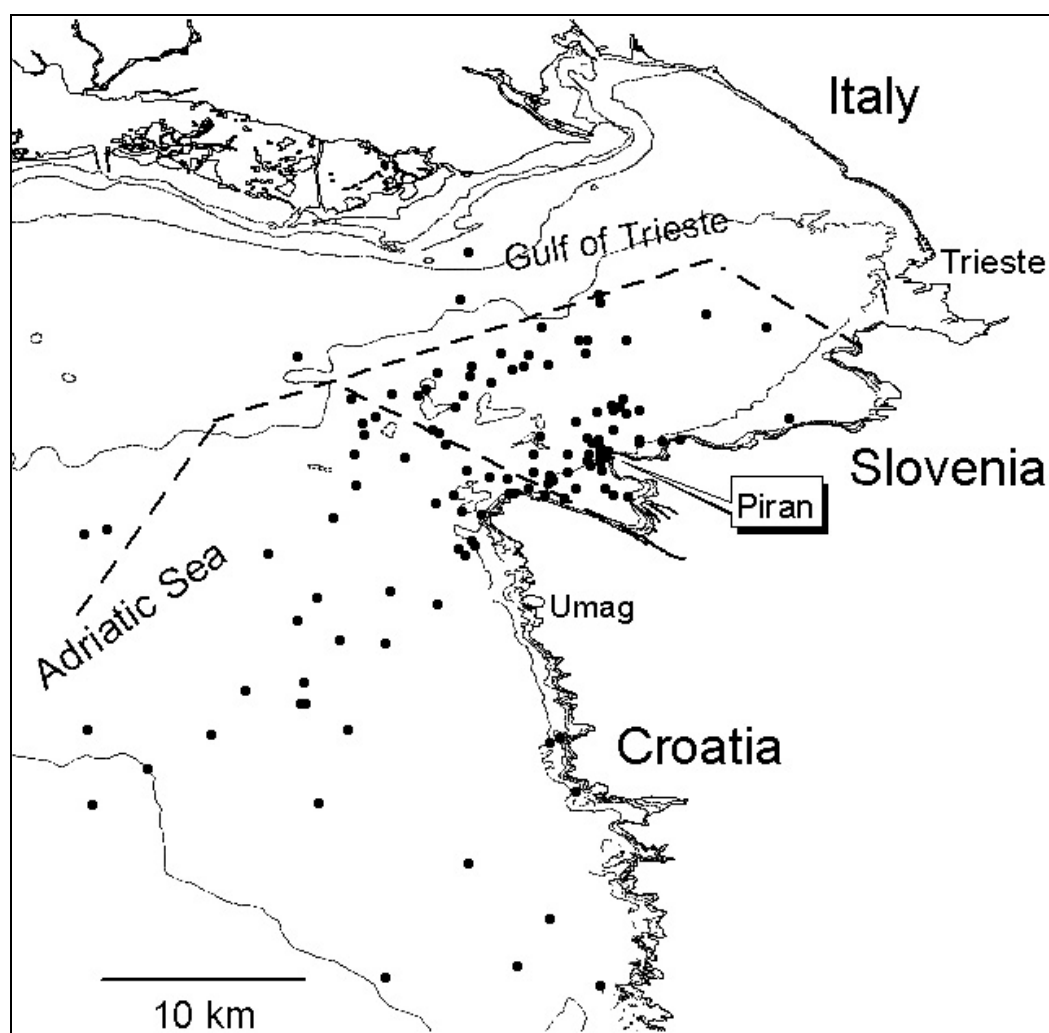 Italy
Gulf of Trieste
Trieste
Slovenia
Piran
Adriatic Sea
Umag
Croatia
10 km